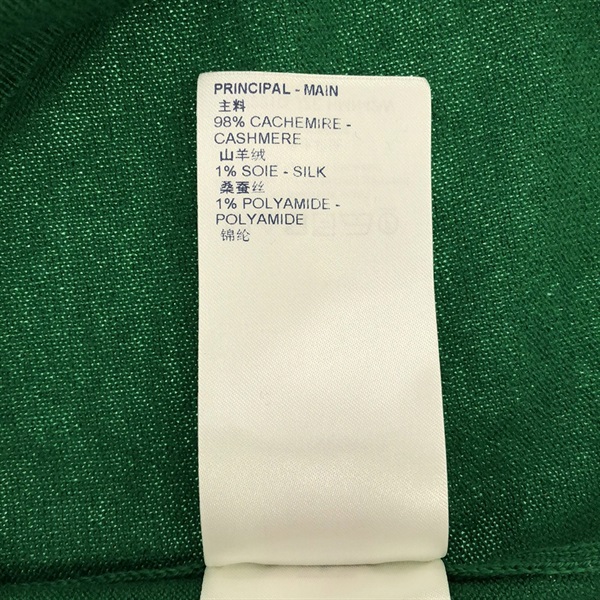 PRINCIPAL - MAIN
主料
98% CACHEMIRE -
CASHMERE
山羊绒
1% SOIE - SILK
桑蚕丝
1% POLYAMIDE -
POLYAMIDE
锦纶